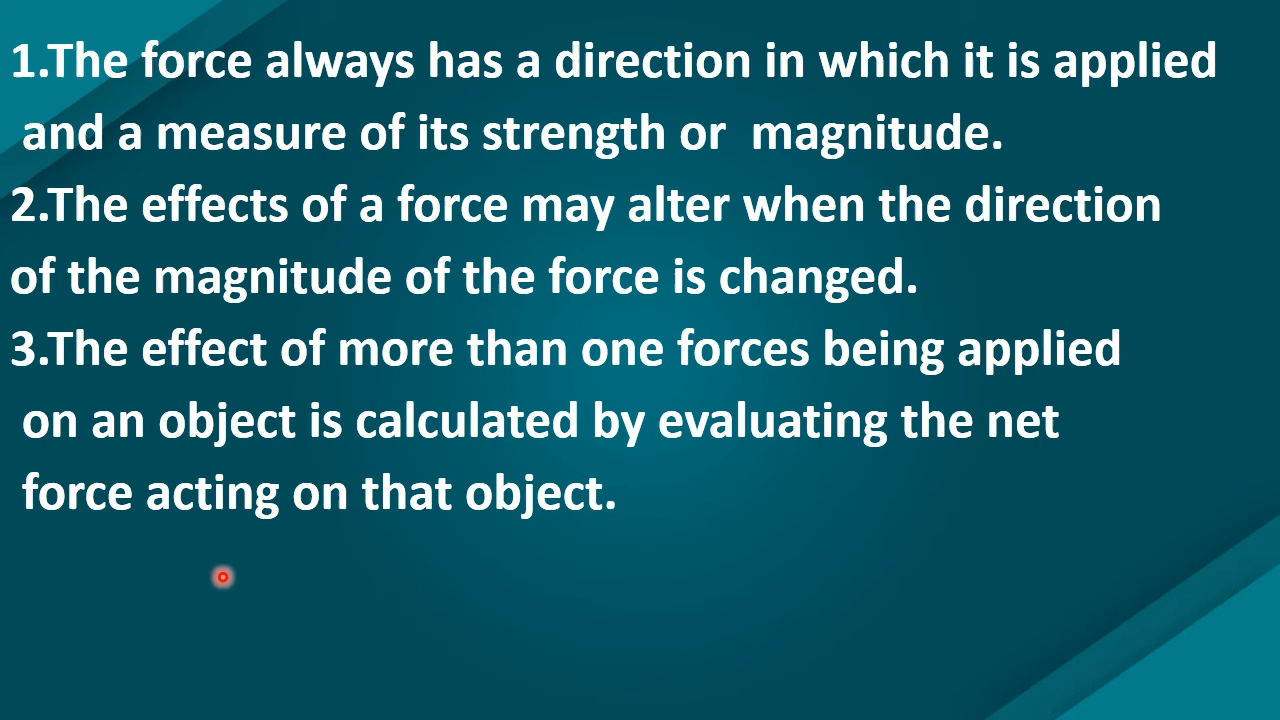 1.The force always has a direction in which it is applied
and a measure of its strength or  magnitude.
2.The effects of a force may alter when the direction
of the magnitude of the force is changed.
3.The effect of more than one forces being applied
on an object is calculated by evaluating the net
force acting on that object.